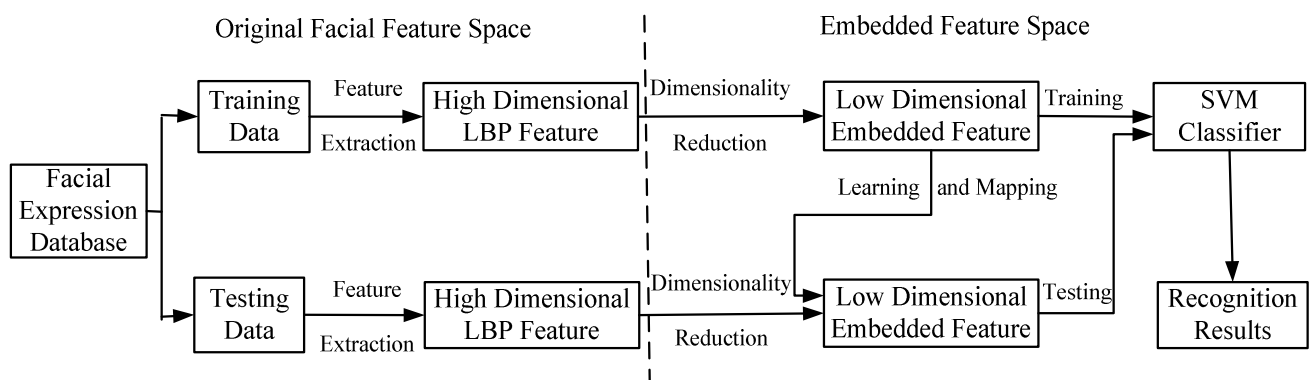 Original Facial Feature Space
Embedded Feature Space
Facial
Expression
Database
Training
Data
Feature
Extraction
High Dimensional
LBP Feature
Dimensionality
Reduction
Low Dimensional
Embedded Feature
Training
SVM
Classifier
Learning and Mapping
Testing
Data
Feature
Extraction
High Dimensional
LBP Feature
Dimensionality
Reduction
Low Dimensional
Embedded Feature
Testing
Recognition
Results